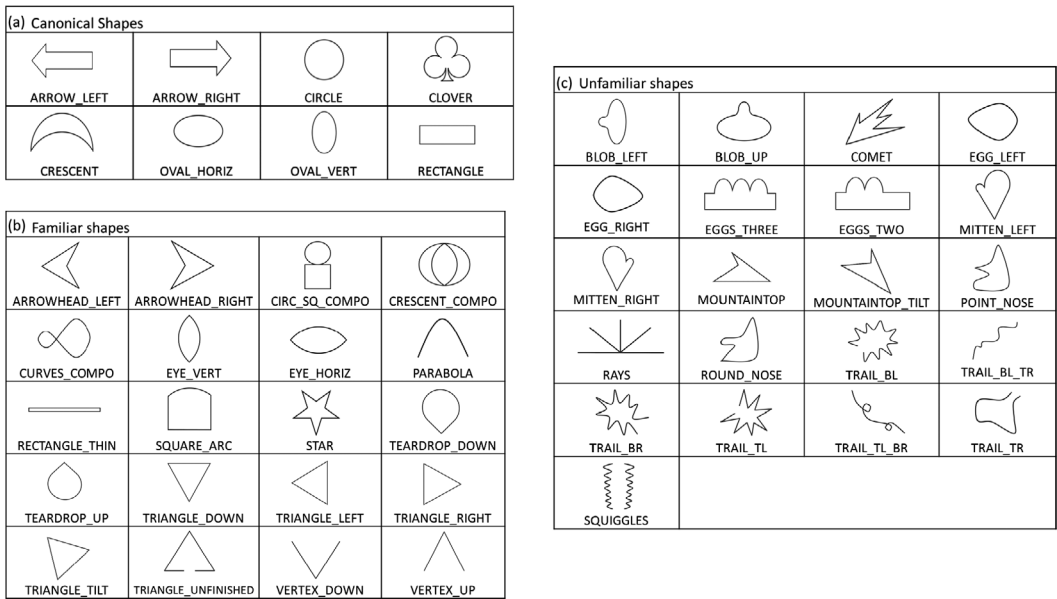 (a) Canonical Shapes
ARROW_LEFT ARROW_RIGHT CIRCLE CLOVER
CRESCENT OVAL_HORIZ OVAL_VERT RECTANGLE
(b) Familiar shapes
ARROWHEAD_LEFT ARROWHEAD_RIGHT CIRC_SQ_COMPO CRESCENT_COMPO
CURVES_COMPO EYE_VERT EYE_HORIZ PARABOLA
RECTANGLE_THIN SQUARE_ARC STAR TEARDROP_DOWN
TEARDROP_UP TRIANGLE_DOWN TRIANGLE_LEFT TRIANGLE_RIGHT
TRIANGLE_TILT TRIANGLE_UNFINISHED VERTEX_DOWN VERTEX_UP
(c) Unfamiliar shapes
BLOB_LEFT BLOB_UP COMET EGG_LEFT
EGG_RIGHT EGGS_THREE EGGS_TWO MITTEN_LEFT
MITTEN_RIGHT MOUNTAINTOP MOUNTAINTOP_TILT POINT_NOSE
RAYS ROUND_NOSE TRAIL_BL TRAIL_BL_TR
TRAIL_BR TRAIL_TL TRAIL_TL_BR TRAIL_TR
SQUIGGLES